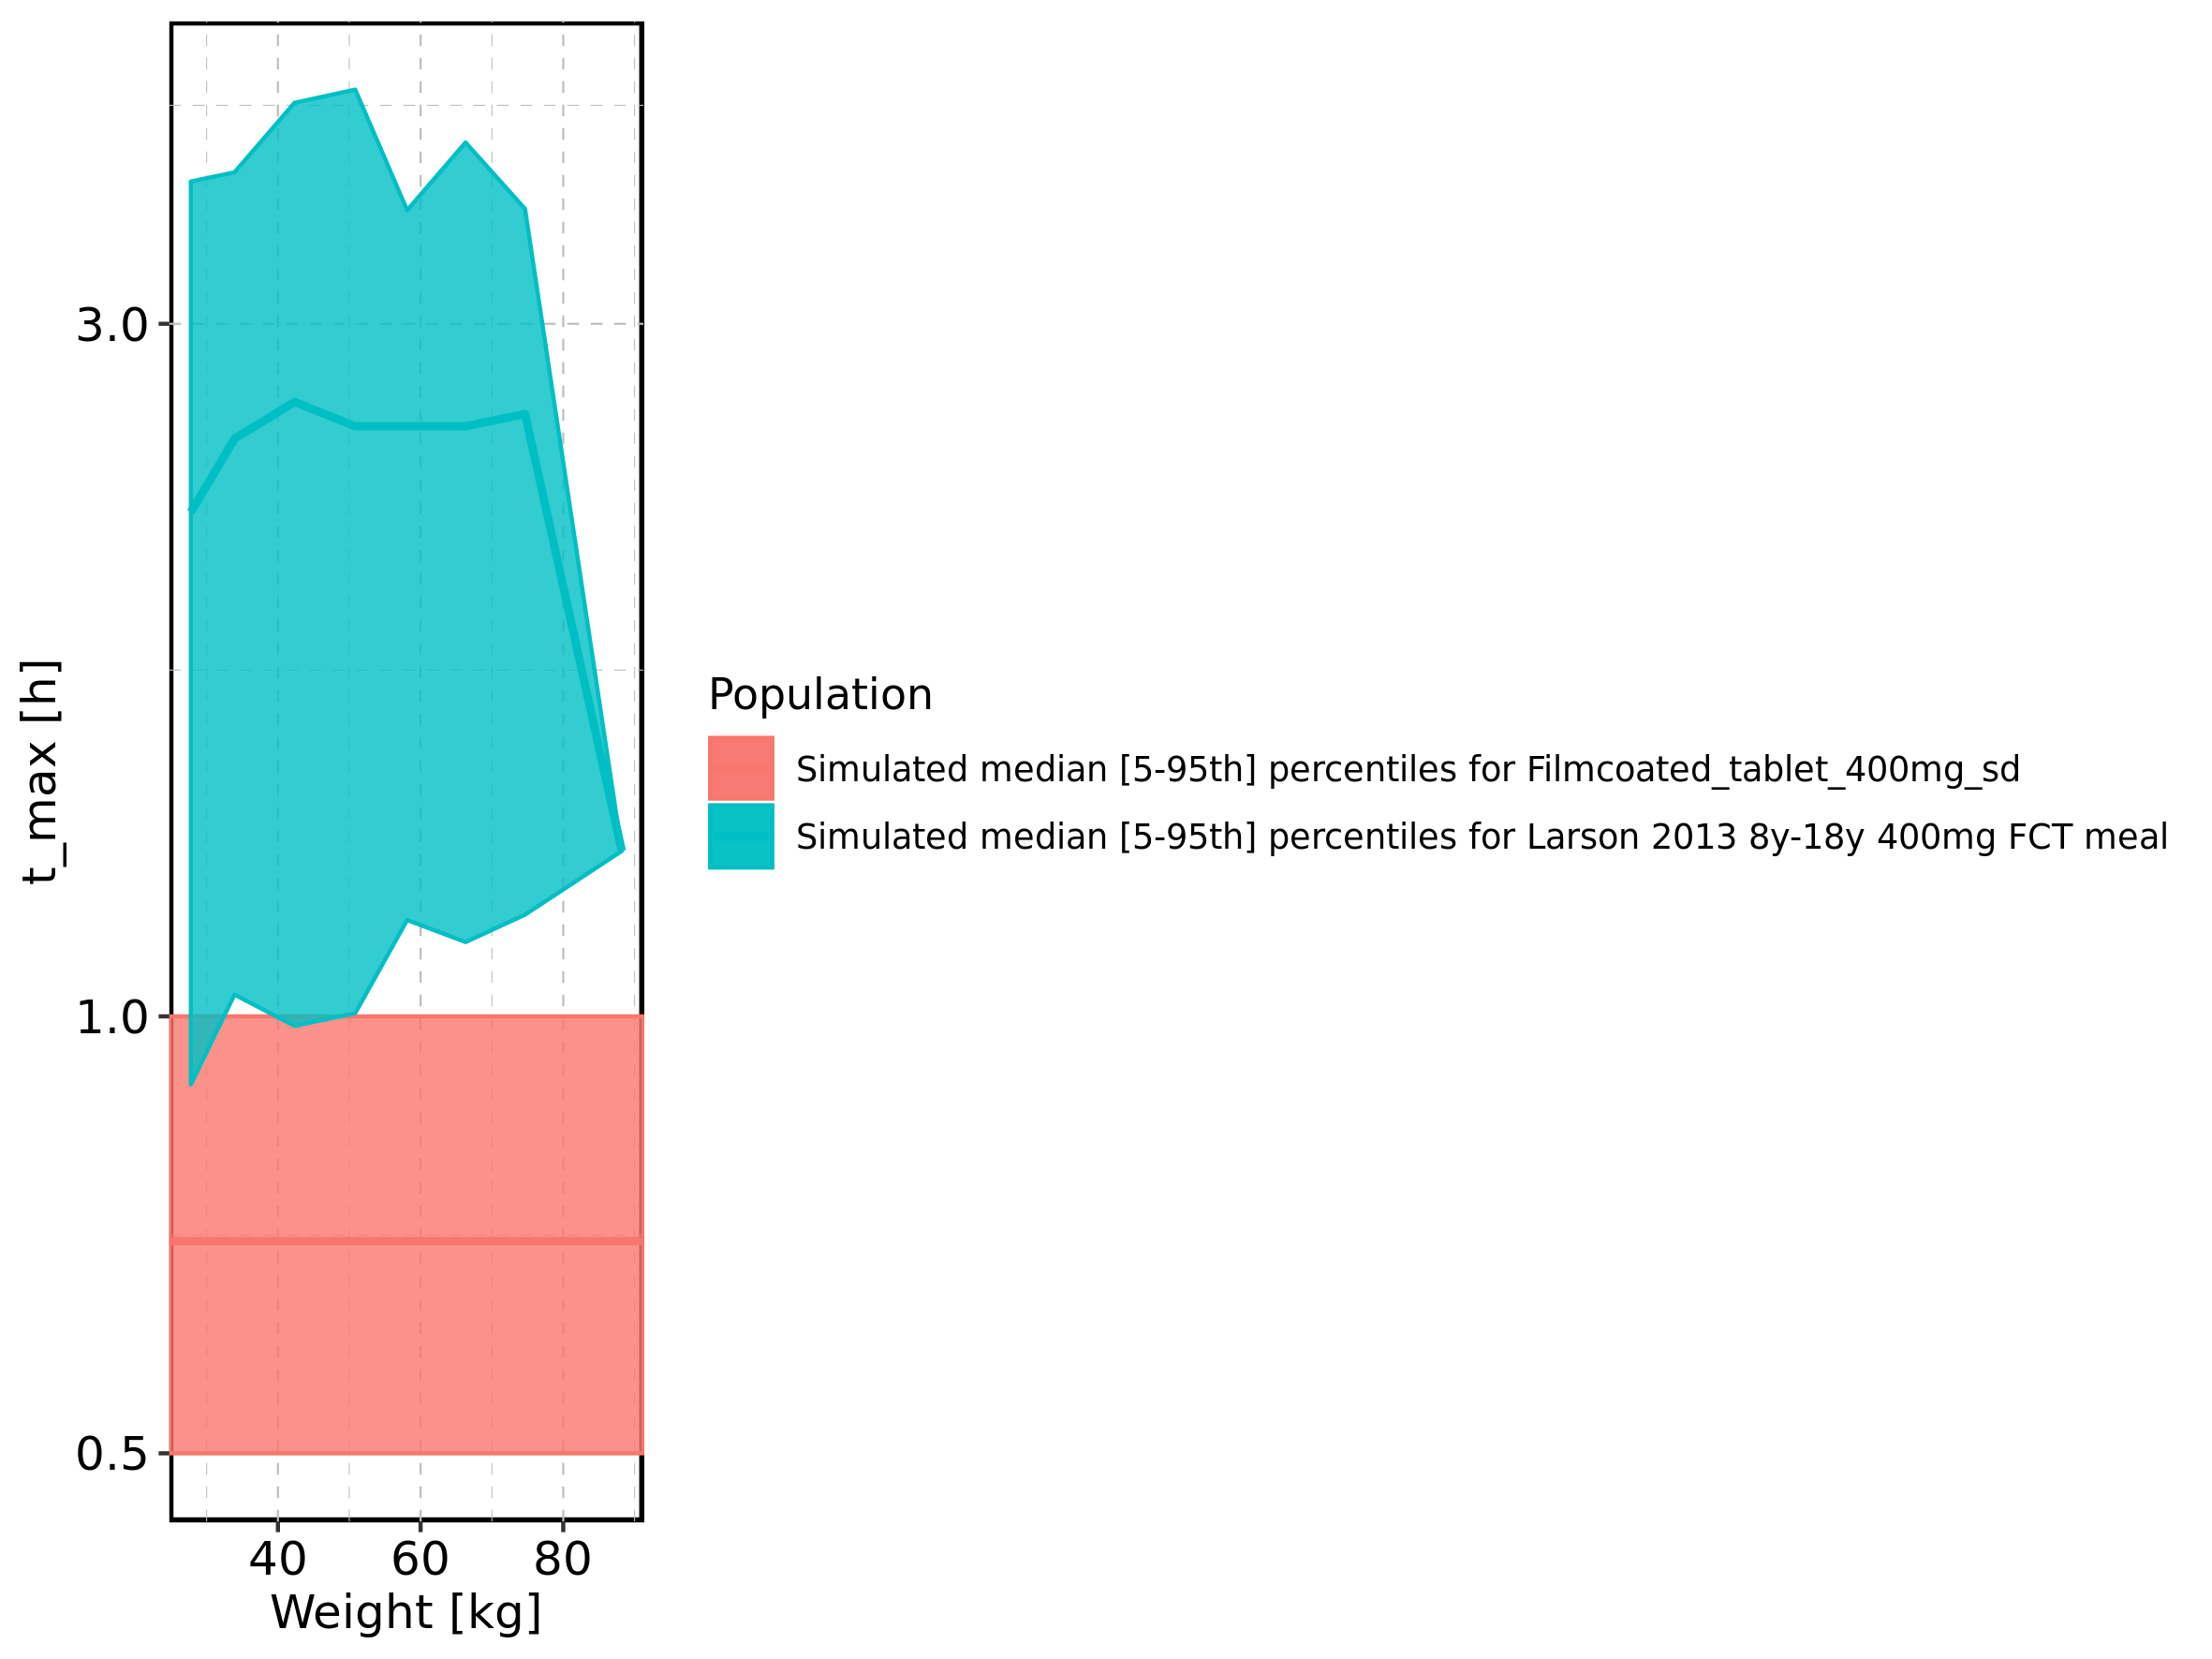 t_max [h]
3.0
1.0
0.5
40 60 80
Weight [kg]
Population
Simulated median [5-95th] percentiles for Filmcoated_tablet_400mg_sd
Simulated median [5-95th] percentiles for Larson 2013 8y-18y 400mg FCT meal